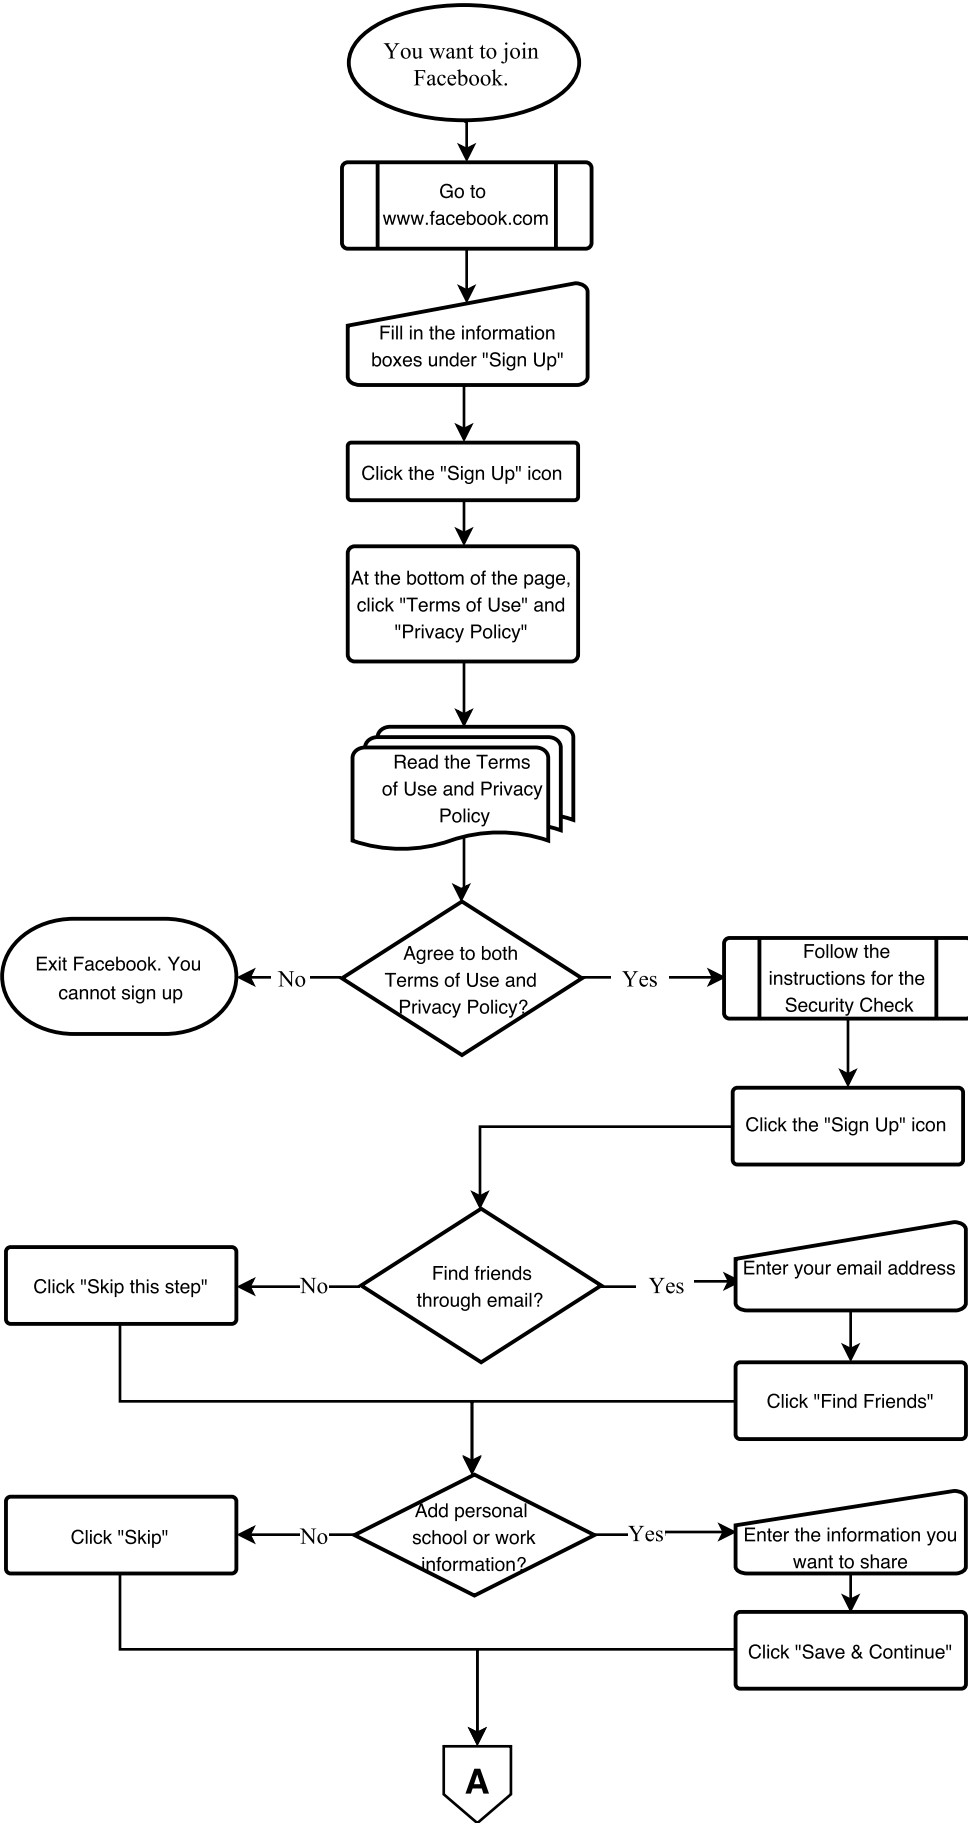 You want to join
Facebook.
Go to
www.facebook.com
Fill in the information
boxes under "Sign Up"
Click the "Sign Up" icon
At the bottom of the page,
click "Terms of Use" and
"Privacy Policy"
Read the Terms
of Use and Privacy
Policy
Agree to both
Terms of Use and
Privacy Policy?
No
Exit Facebook. You
cannot sign up
Yes
Follow the
instructions for the
Security Check
Click the "Sign Up" icon
Find friends
through email?
No
Click "Skip this step"
Yes
Enter your email address
Click "Find Friends"
Add personal
school or work
information?
No
Click "Skip"
Yes
Enter the information you
want to share
Click "Save & Continue"
A